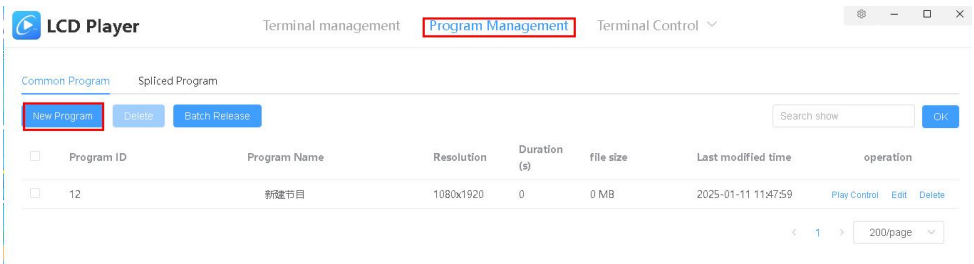 LCD Player Terminal management Program Management Terminal Control
Common Program Spliced Program
New Program Delete Batch Release Search show OK
Program ID Program Name Resolution Duration (s) file size Last modified time operation
12 新建节目 1080x1920 0 0 MB 2025-01-11 11:47:59 Play Control Edit Delete
1 200/page